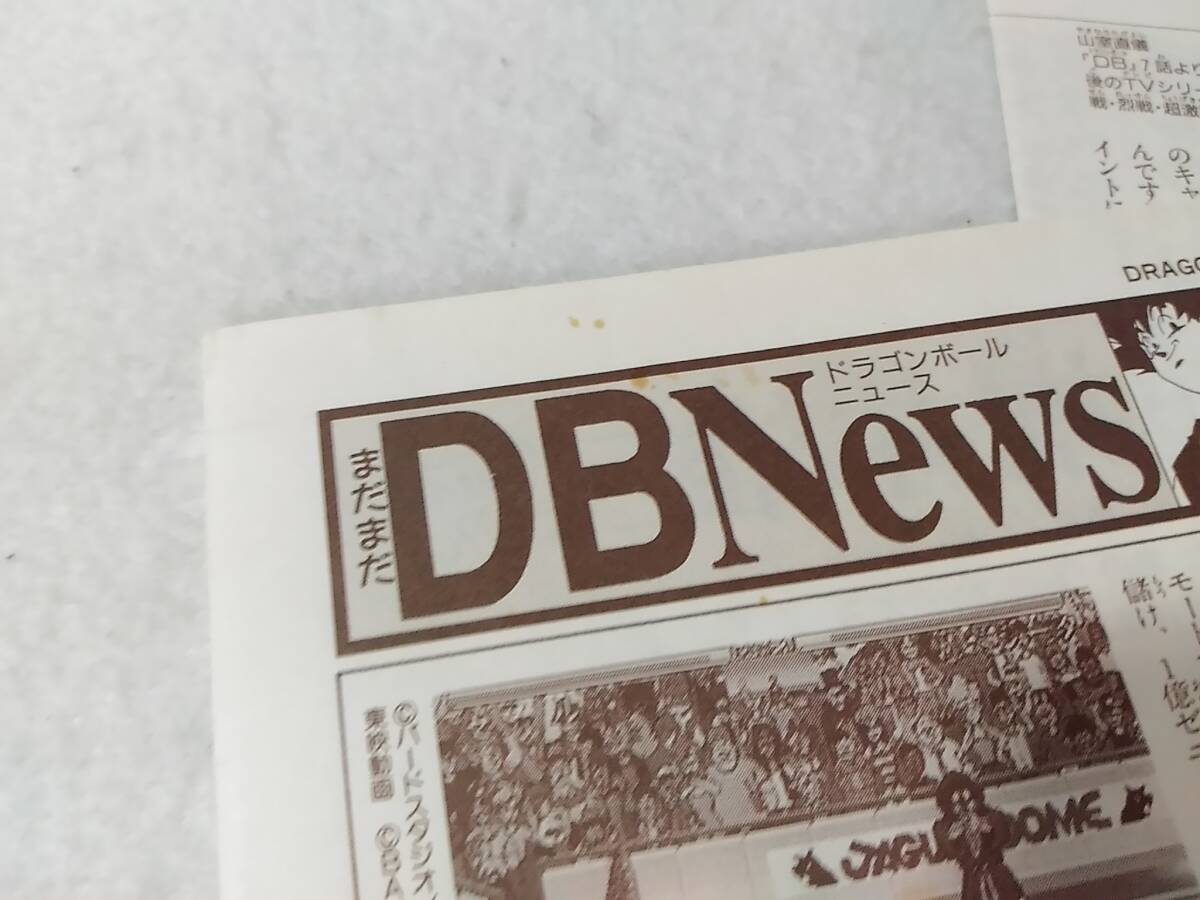 山室直儀
「DB」7話より
後のTVシリー
戦・烈戦・超激
のキャ
んです
イントに
DRAGO
まだまだ
DBNews
ドラゴンボール
ニュース
儲け、1億ゼニ
©バードスタジオ
東映動画 ©BA
JAGU DOME